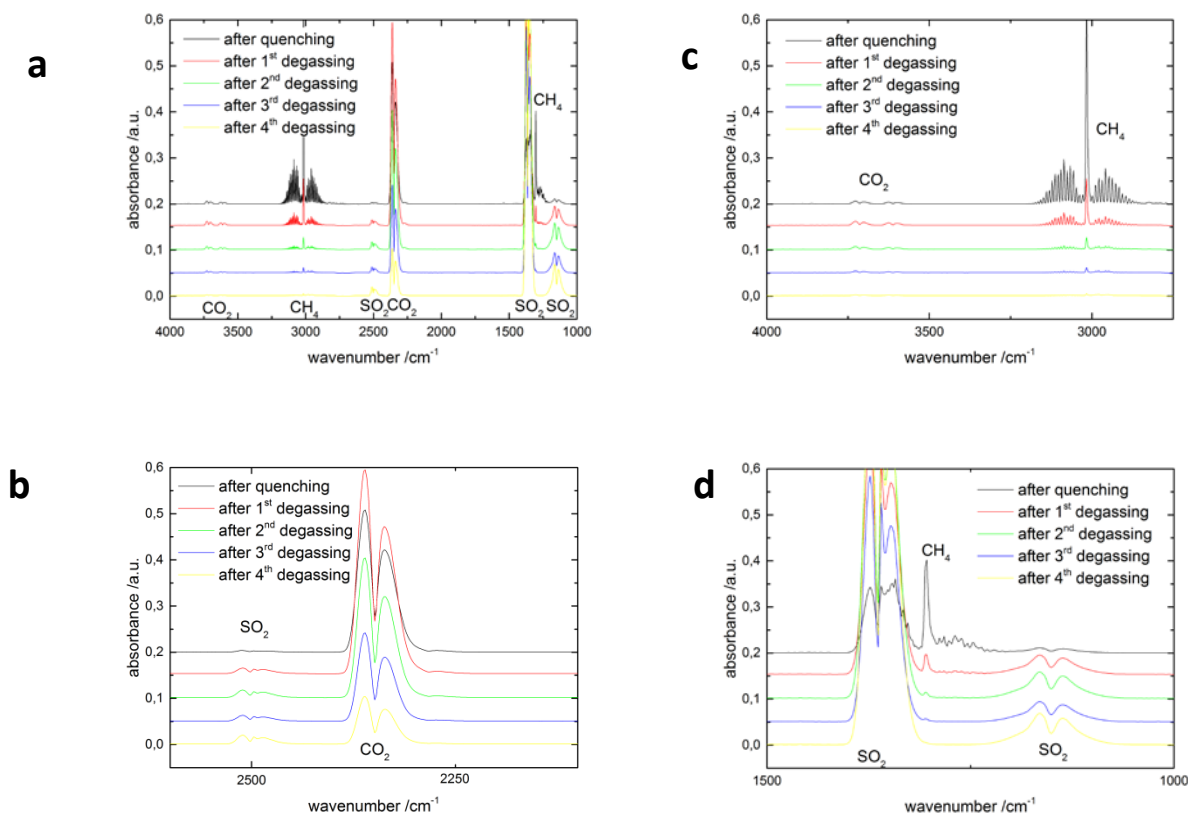 a
0,6
0,5
0,4
0,3
0,2
0,1
0,0
absorbance /a.u.
after quenching
after 1st degassing
after 2nd degassing
after 3rd degassing
after 4th degassing
CH4
CO2 CH4 SO2 CO2 SO2 SO2
4000 3500 3000 2500 2000 1500 1000
wavenumber /cm-1
c
0,6
0,5
0,4
0,3
0,2
0,1
0,0
absorbance /a.u.
after quenching
after 1st degassing
after 2nd degassing
after 3rd degassing
after 4th degassing
CH4
CO2
4000 3500 3000
wavenumber /cm-1
b
0,6
0,5
0,4
0,3
0,2
0,1
0,0
absorbance /a.u.
after quenching
after 1st degassing
after 2nd degassing
after 3rd degassing
after 4th degassing
SO2
CO2
2500 2250
wavenumber /cm-1
d
0,6
0,5
0,4
0,3
0,2
0,1
0,0
absorbance /a.u.
after quenching
after 1st degassing
after 2nd degassing
after 3rd degassing
after 4th degassing
CH4
SO2 SO2
1500 1000
wavenumber /cm-1